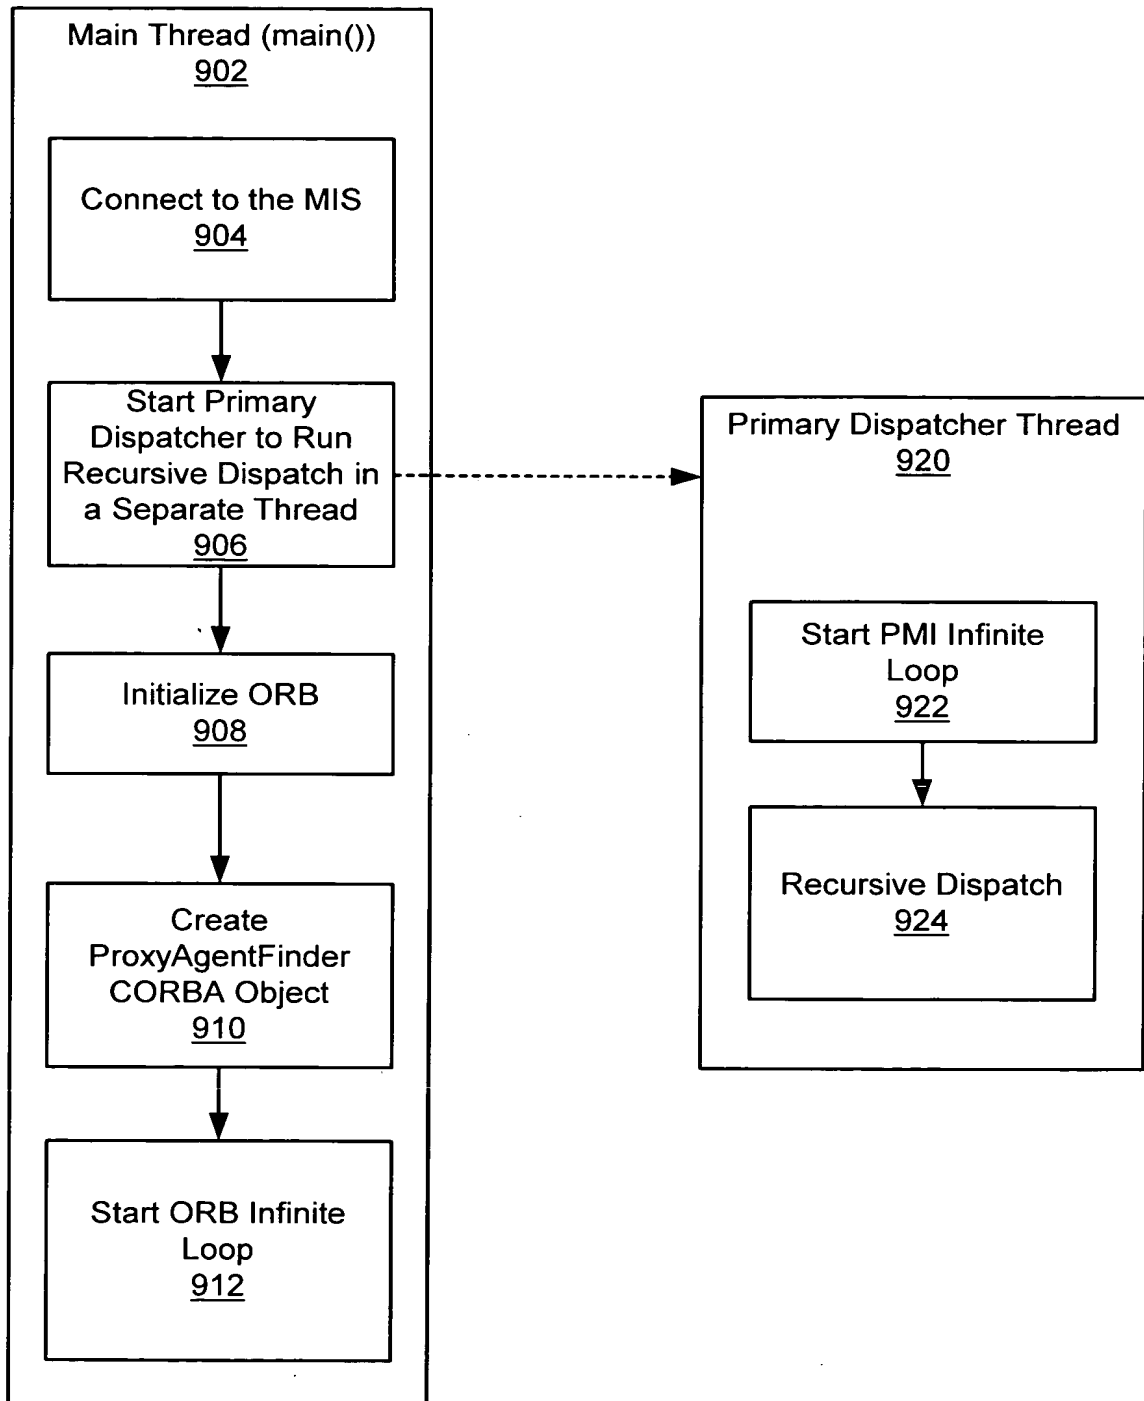 Main Thread (main())
902
Connect to the MIS
904
Start Primary
Dispatcher to Run
Recursive Dispatch in
a Separate Thread
906
Initialize ORB
908
Create
ProxyAgentFinder
CORBA Object
910
Start ORB Infinite
Loop
912
Primary Dispatcher Thread
920
Start PMI Infinite
Loop
922
Recursive Dispatch
924